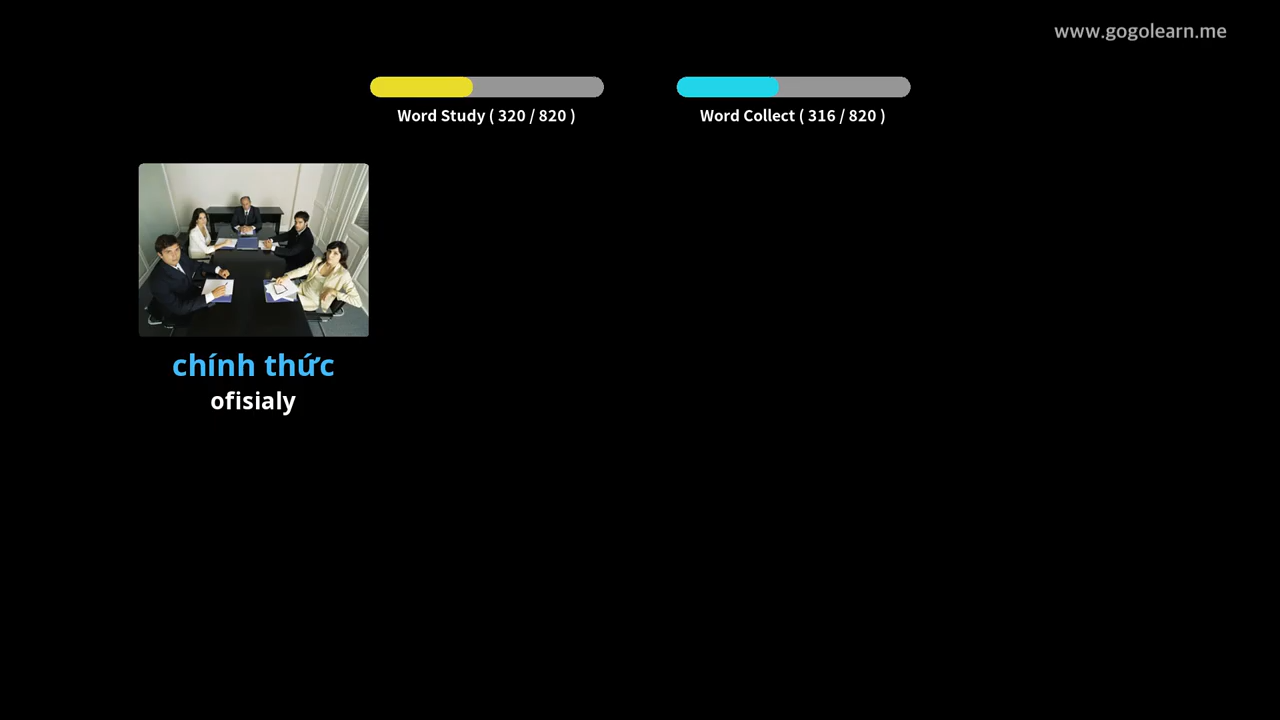 www.gogolearn.me
Word Study ( 320 / 820 )
Word Collect ( 316 / 820 )
chính thức
ofisialy